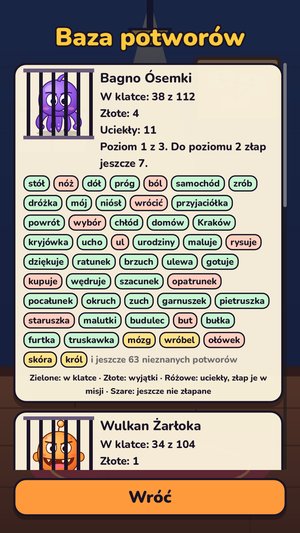 Baza potworów
Bagno Ósemki
W klatce: 38 z 112
Złote: 4
Uciekły: 11
Poziom 1 z 3. Do poziomu 2 złap
jeszcze 7.
stół nóż dół próg ból samochód zrób
dróżka mój niósł wrócić przyjaciółka
powrót wybór chłód domów Kraków
kryjówka ucho ul urodziny maluje rysuje
dziękuje ratunek brzuch ulewa gotuje
kupuje wędruje szacunek opatrunek
pocałunek okruch zuch garnuszek pietruszka
staruszka malutki budulec but bułka
furtka truskawka mózg wróbel ołówek
skóra król i jeszcze 63 nieznanych potworów
Zielone: w klatce · Złote: wyjątki · Różowe: uciekły, złap je w
misji · Szare: jeszcze nie złapane
Wulkan Żarłoka
W klatce: 34 z 104
Złote: 1
Wróć